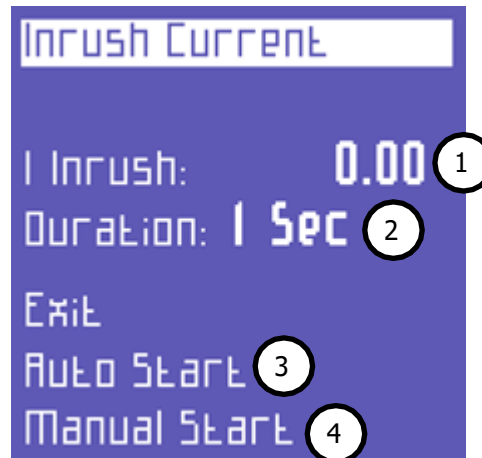 Inrush Current
I Inrush: 0.00 1
Duration: 1 Sec 2
Exit
Auto Start 3
Manual Start 4